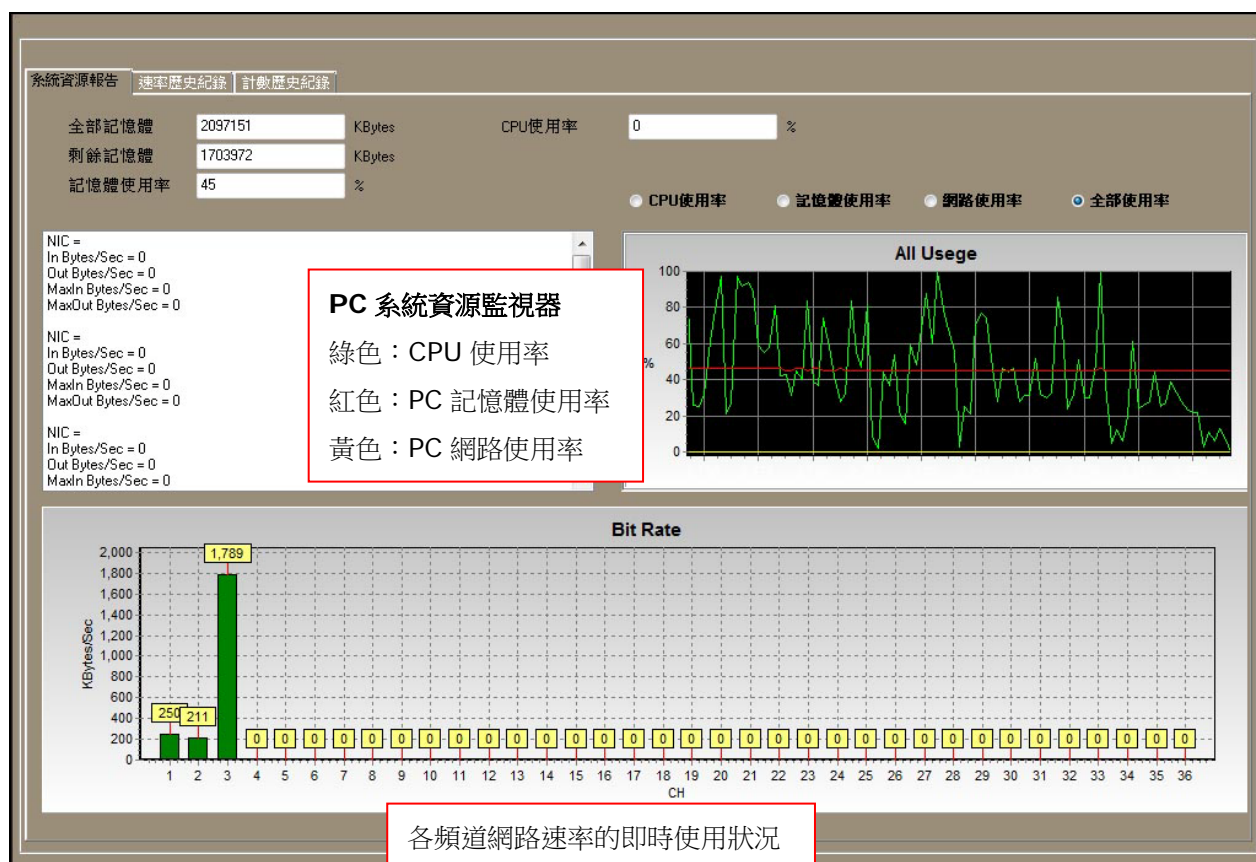 系統資源報告 速率歷史紀錄 計數歷史紀錄
全部記憶體 2097151 KBytes CPU使用率 0 %
剩餘記憶體 1703972 KBytes
記憶體使用率 45 %
CPU使用率 記憶體使用率 網路使用率 全部使用率
NIC =
In Bytes/Sec = 0
Out Bytes/Sec = 0
MaxIn Bytes/Sec = 0
MaxOut Bytes/Sec = 0
NIC =
In Bytes/Sec = 0
Out Bytes/Sec = 0
MaxIn Bytes/Sec = 0
MaxOut Bytes/Sec = 0
NIC =
In Bytes/Sec = 0
Out Bytes/Sec = 0
MaxIn Bytes/Sec = 0
PC 系統資源監視器
綠色：CPU 使用率
紅色：PC 記憶體使用率
黃色：PC 網路使用率
All Usege
100
80
60
%
40
20
0
Bit Rate
2,000
1,800
1,600
1,400
1,200
1,000
800
600
400
200
0
KBytes/Sec
250 211 1,789 0 0 0 0 0 0 0 0 0 0 0 0 0 0 0 0 0 0 0 0 0 0 0 0 0 0 0 0 0 0 0 0 0
1 2 3 4 5 6 7 8 9 10 11 12 13 14 15 16 17 18 19 20 21 22 23 24 25 26 27 28 29 30 31 32 33 34 35 36
CH
各頻道網路速率的即時使用狀況